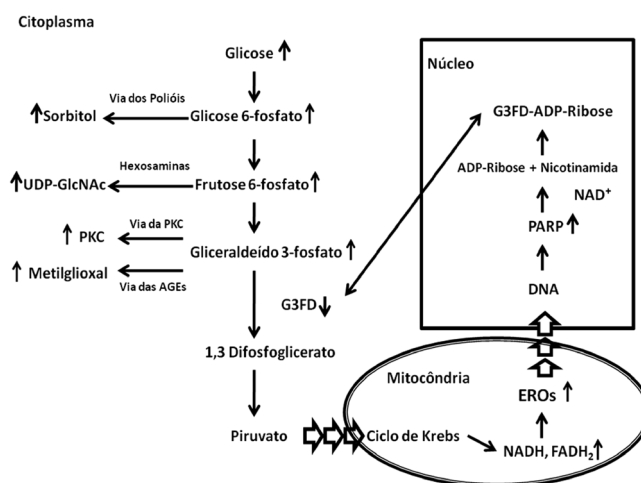 Citoplasma
Glicose
Via dos Polióis
Sorbitol
Glicose 6-fosfato
Hexosaminas
UDP-GlcNAc
Frutose 6-fosfato
Via da PKC
PKC
Gliceraldeído 3-fosfato
Metilglioxal
Via das AGEs
G3FD
1,3 Difosfoglicerato
Piruvato
Núcleo
G3FD-ADP-Ribose
ADP-Ribose + Nicotinamida
NAD⁺
PARP
DNA
Mitocôndria
EROs
Ciclo de Krebs
NADH, FADH₂